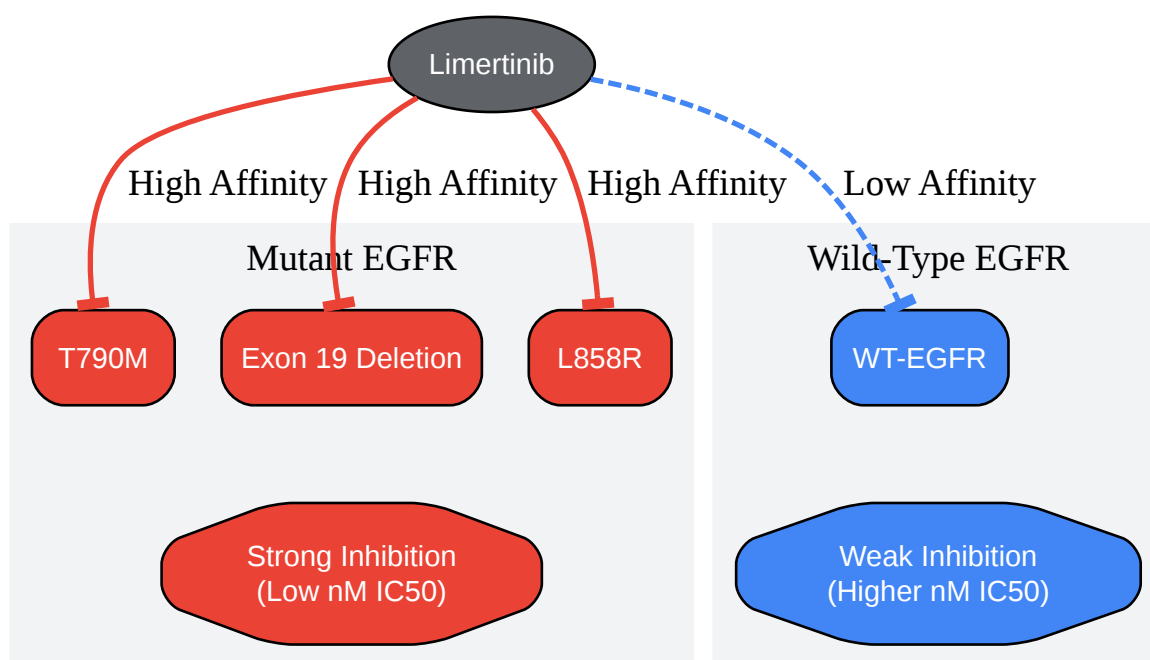 Limertinib
High Affinity
High Affinity
High Affinity
Low Affinity
Mutant EGFR
Wild-Type EGFR
T790M
Exon 19 Deletion
L858R
WT-EGFR
Strong Inhibition
(Low nM IC50)
Weak Inhibition
(Higher nM IC50)